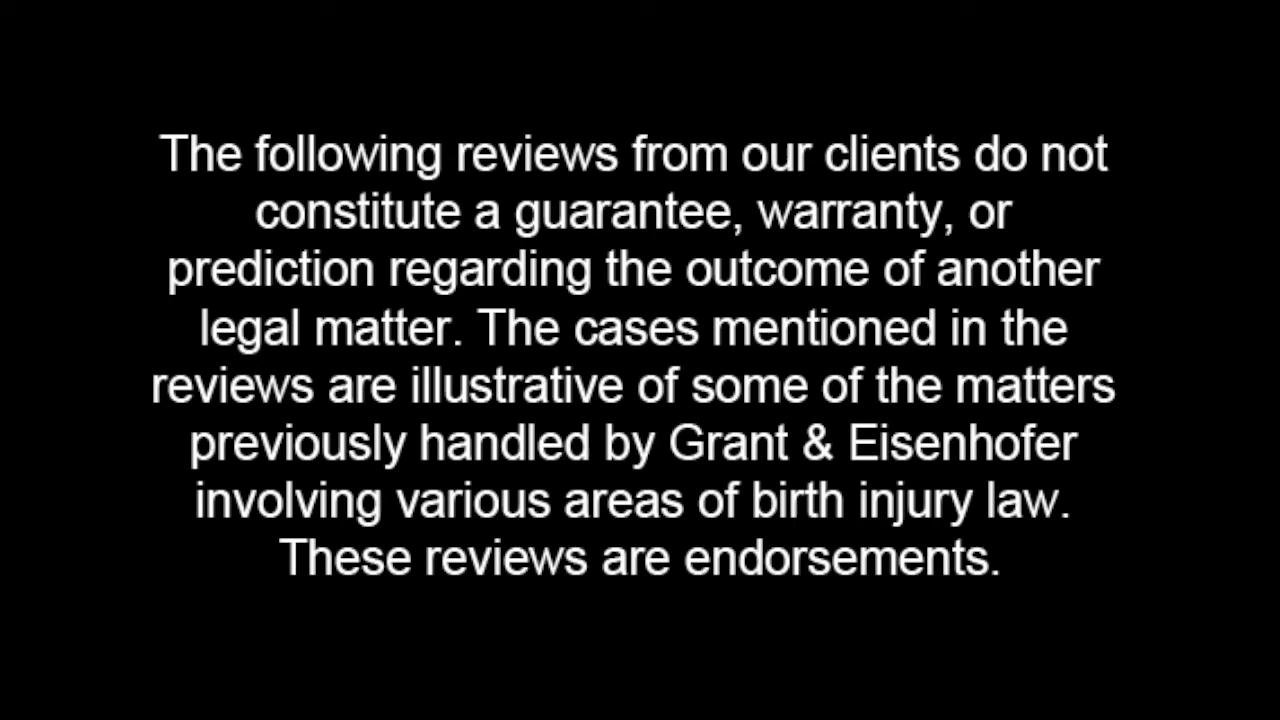 The following reviews from our clients do not
constitute a guarantee, warranty, or
prediction regarding the outcome of another
legal matter. The cases mentioned in the
reviews are illustrative of some of the matters
previously handled by Grant & Eisenhofer
involving various areas of birth injury law.
These reviews are endorsements.